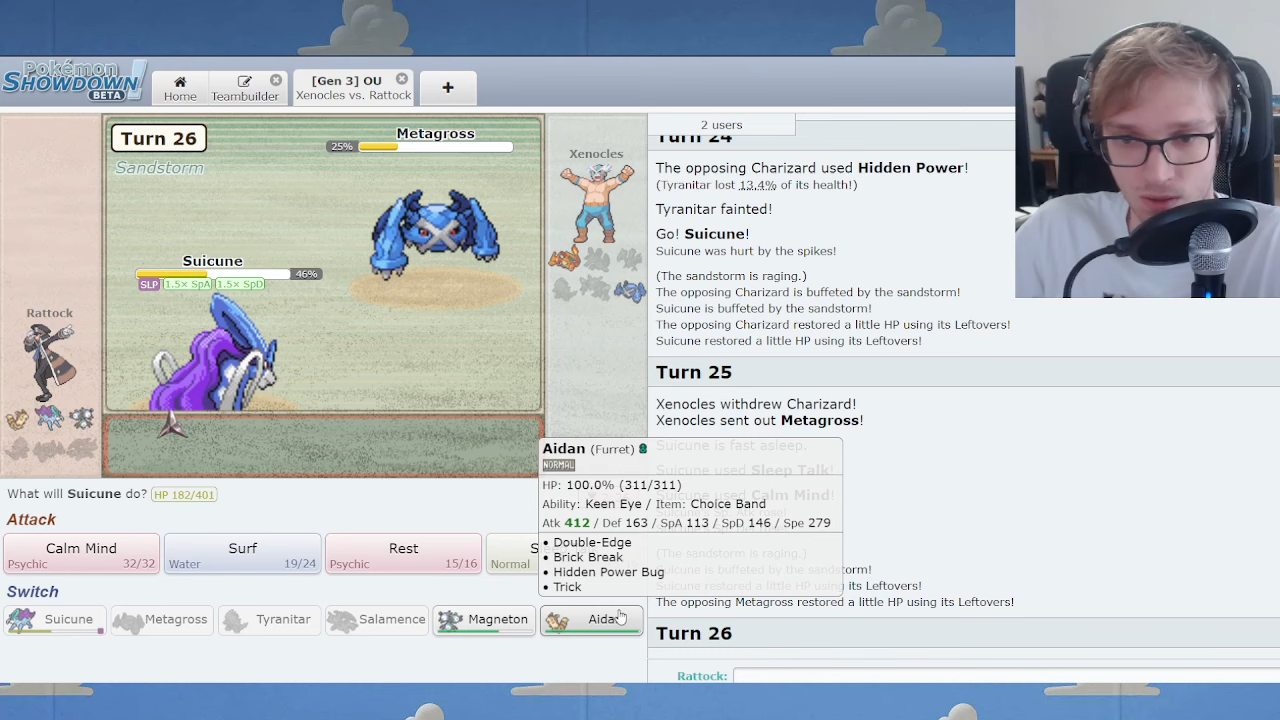 Pokémon
SHOWDOWN!
BETA
Home
Teambuilder
[Gen 3] OU
Xenocles vs. Rattock
+
Turn 26
Sandstorm
Metagross
25%
Suicune
46%
SLP 1.5× SpA 1.5× SpD
Rattock
Xenocles
2 users
Turn 24
The opposing Charizard used Hidden Power!
(Tyranitar lost 13.4% of its health!)
Tyranitar fainted!
Go! Suicune!
Suicune was hurt by the spikes!
(The sandstorm is raging.)
The opposing Charizard is buffeted by the sandstorm!
Suicune is buffeted by the sandstorm!
The opposing Charizard restored a little HP using its Leftovers!
Suicune restored a little HP using its Leftovers!
Turn 25
Xenocles withdrew Charizard!
Xenocles sent out Metagross!
Suicune is fast asleep.
Suicune used Sleep Talk!
Suicune used Calm Mind!
(The sandstorm is raging.)
Suicune is buffeted by the sandstorm!
Suicune restored a little HP using its Leftovers!
The opposing Metagross restored a little HP using its Leftovers!
Turn 26
Rattock:
What will Suicune do? HP 182/401
Attack
Calm Mind
Psychic 32/32
Surf
Water 19/24
Rest
Psychic 15/16
Normal
Switch
Suicune
Metagross
Tyranitar
Salamence
Magneton
Aidan
Aidan (Furret)
NORMAL
HP: 100.0% (311/311)
Ability: Keen Eye / Item: Choice Band
Atk 412 / Def 163 / SpA 113 / SpD 146 / Spe 279
• Double-Edge
• Brick Break
• Hidden Power Bug
• Trick